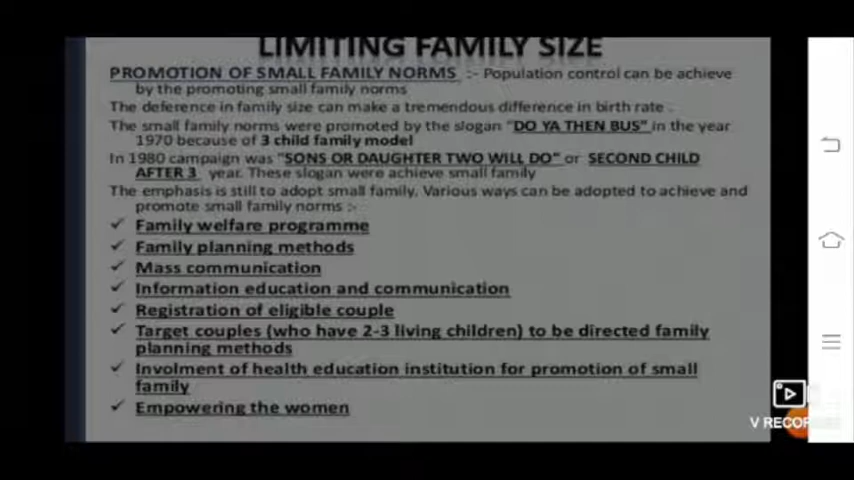 LIMITING FAMILY SIZE
PROMOTION OF SMALL FAMILY NORMS :- Population control can be achieve
by the promoting small family norms
The deference in family size can make a tremendous difference in birth rate .
The small family norms were promoted by the slogan "DO YA THEN BUS" in the year
1970 because of 3 child family model
In 1980 campaign was "SONS OR DAUGHTER TWO WILL DO" or SECOND CHILD
AFTER 3 year. These slogan were achieve small family
The emphasis is still to adopt small family. Various ways can be adopted to achieve and
promote small family norms :-
✓ Family welfare programme
✓ Family planning methods
✓ Mass communication
✓ Information education and communication
✓ Registration of eligible couple
✓ Target couples (who have 2-3 living children) to be directed family
planning methods
✓ Involment of health education institution for promotion of small
family
✓ Empowering the women
V RECOR